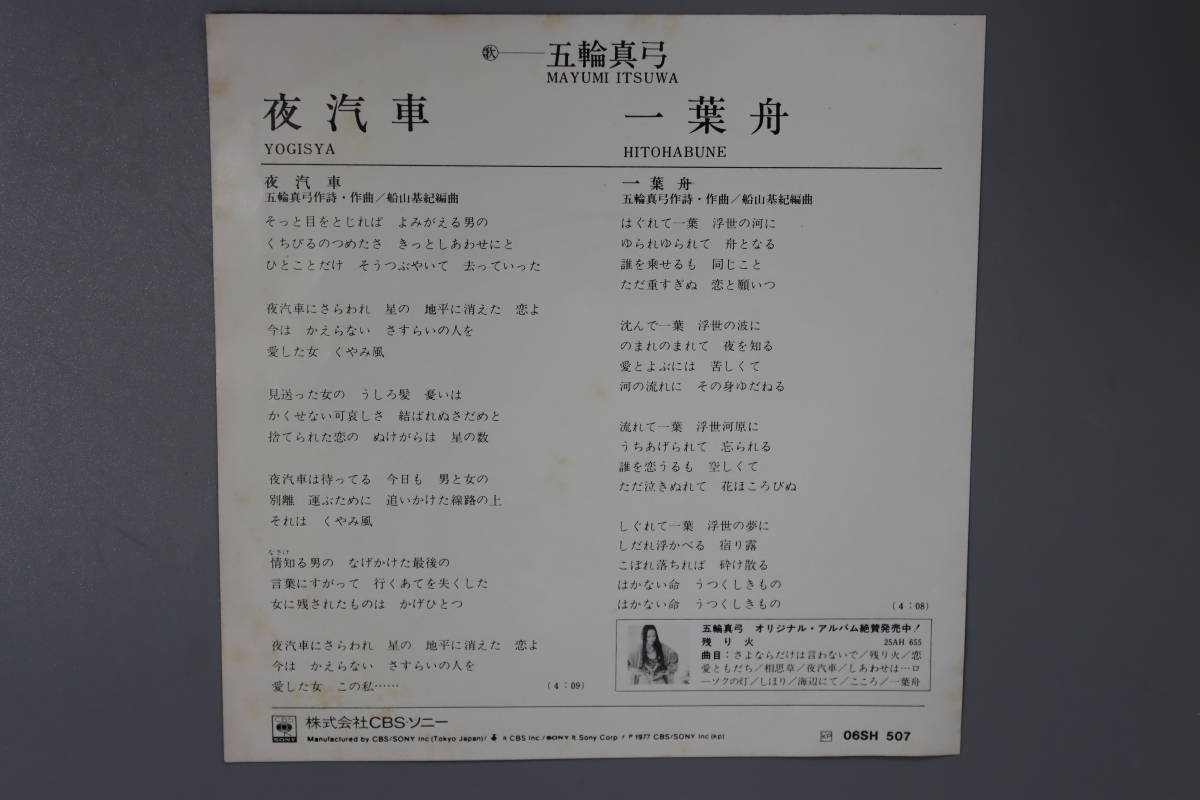 歌——五輪真弓
MAYUMI ITSUWA
夜汽車
YOGISYA
夜汽車
五輪真弓作詩・作曲／船山基紀編曲
そっと目をとじれば　よみがえる男の
くちびるのつめたさ　きっとしあわせにと
ひとことだけ　そうつぶやいて　去っていった
夜汽車にさらわれ　星の　地平に消えた　恋よ
今は　かえらない　さすらいの人を
愛した女　くやみ風
見送った女の　うしろ髪　憂いは
かくせない可哀しさ　結ばれぬさだめと
捨てられた恋の　ぬけがらは　星の数
夜汽車は待ってる　今日も　男と女の
別離　運ぶために　追いかけた線路の上
それは　くやみ風
なさけ
情知る男の　なげかけた最後の
言葉にすがって　行くあてを失くした
女に残されたものは　かげひとつ
夜汽車にさらわれ　星の　地平に消えた　恋よ
今は　かえらない　さすらいの人を
愛した女　この私……
(4:09)
一葉舟
HITOHABUNE
一葉舟
五輪真弓作詩・作曲／船山基紀編曲
はぐれて一葉　浮世の河に
ゆられゆられて　舟となる
誰を乗せるも　同じこと
ただ重すぎぬ　恋と願いつ
沈んで一葉　浮世の波に
のまれのまれて　夜を知る
愛とよぶには　苦しくて
河の流れに　その身ゆだねる
流れて一葉　浮世河原に
うちあげられて　忘られる
誰を恋うるも　空しくて
ただ泣きぬれて　花ほころびぬ
しぐれて一葉　浮世の夢に
しだれ浮かべる　宿り露
こぼれ落ちれば　砕け散る
はかない命　うつくしきもの
はかない命　うつくしきもの
(4:08)
五輪真弓　オリジナル・アルバム絶賛発売中！
残り火　25AH 655
曲目：さよならだけは言わないで／残り火／恋
愛ともだち／相思草／夜汽車／しあわせは…ロ
ーソクの灯／しほり／海辺にて／こころ／一葉舟
CBS
SONY
株式会社CBS・ソニー
Manufactured by CBS/SONY Inc (Tokyo Japan)/ ® CBS Inc / SONY ® Sony Corp / Ⓟ 1977 CBS/SONY Inc (kp)
KP 06SH 507